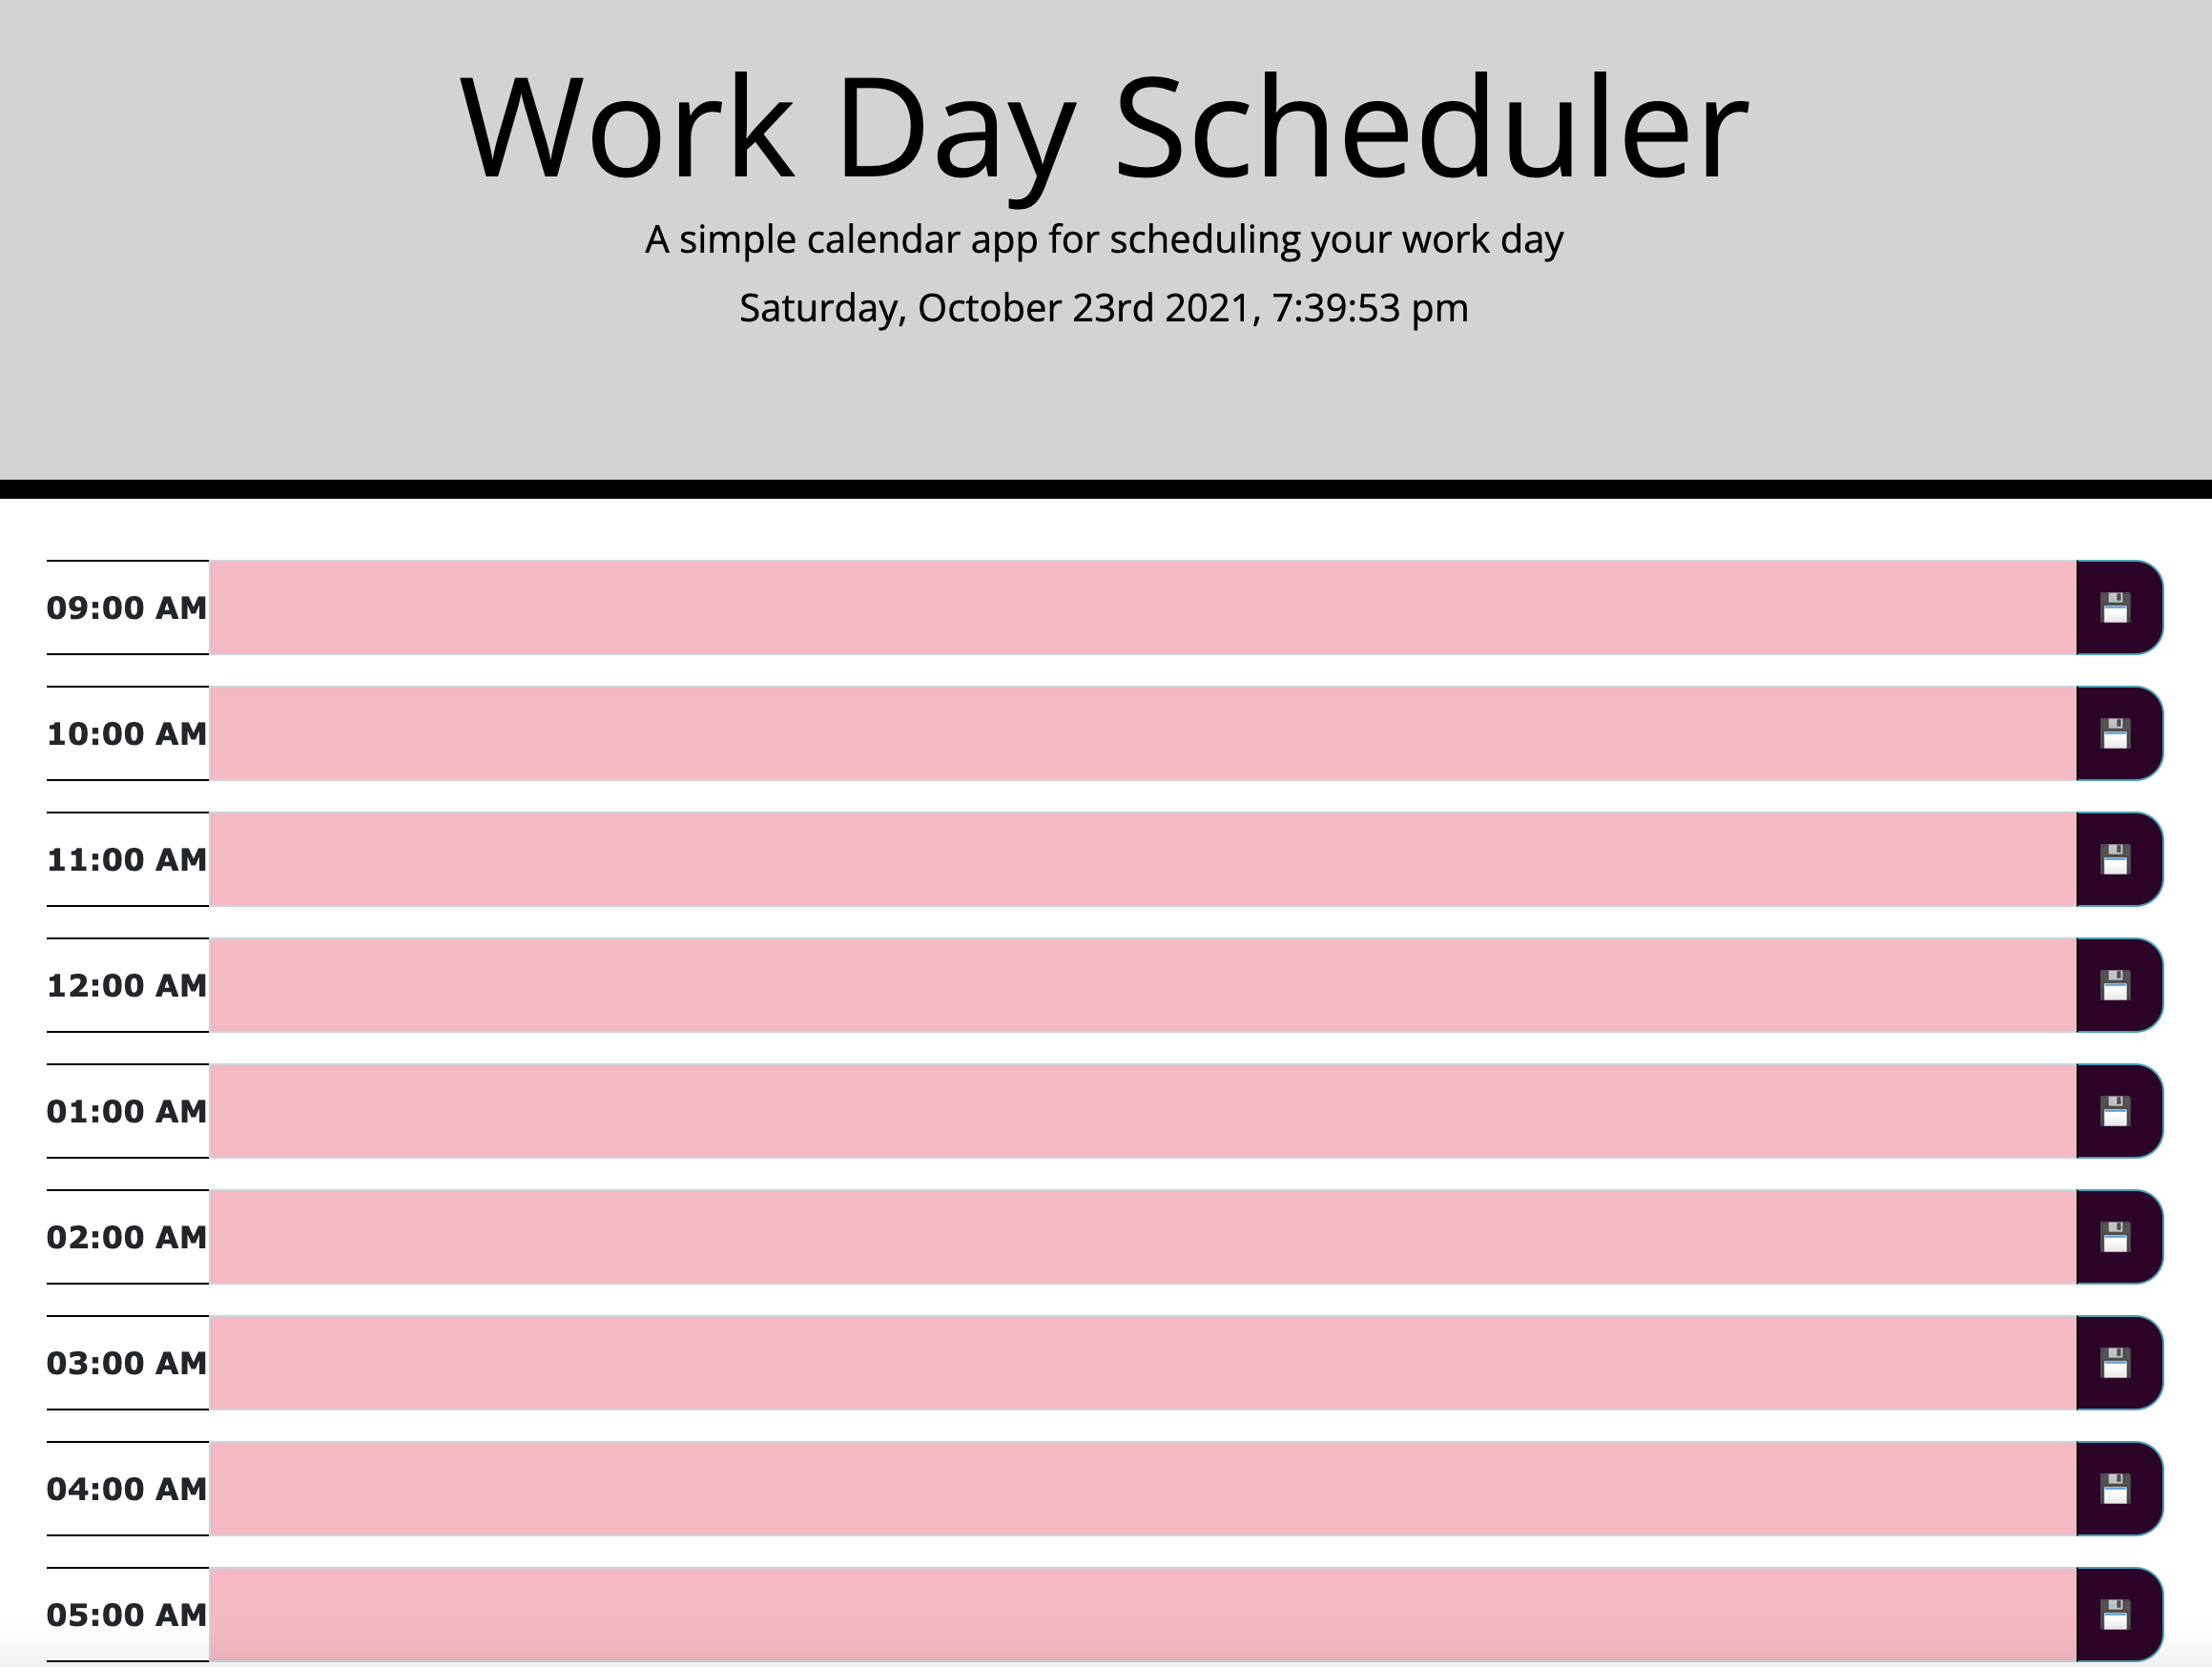 Work Day Scheduler
A simple calendar app for scheduling your work day
Saturday, October 23rd 2021, 7:39:53 pm
09:00 AM
10:00 AM
11:00 AM
12:00 AM
01:00 AM
02:00 AM
03:00 AM
04:00 AM
05:00 AM